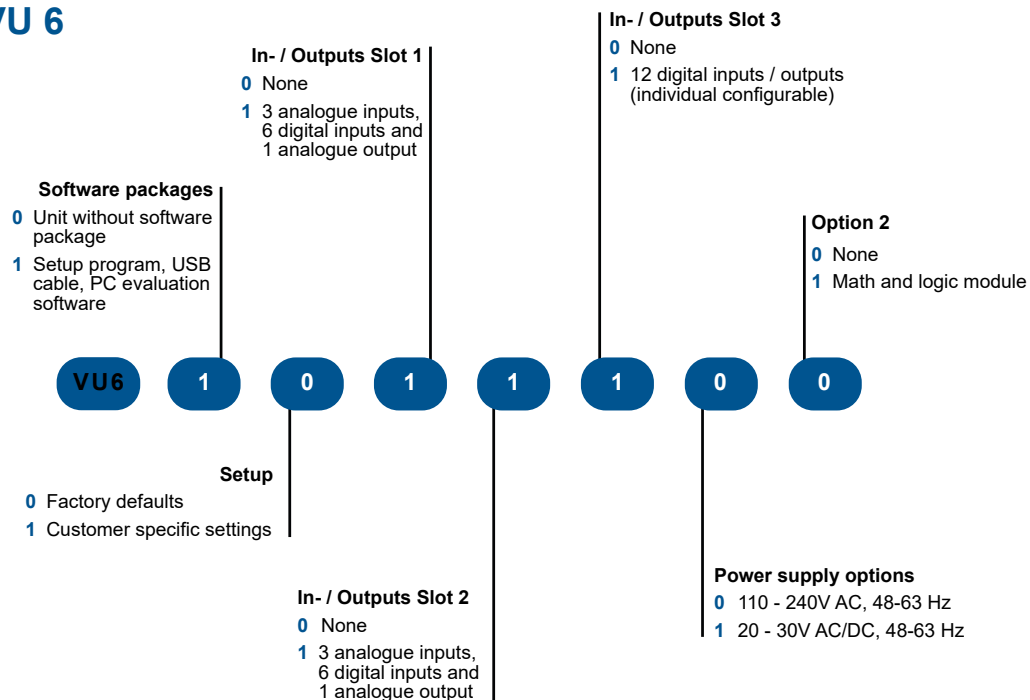 VU 6
In- / Outputs Slot 3
0 None
1 12 digital inputs / outputs
(individual configurable)
In- / Outputs Slot 1
0 None
1 3 analogue inputs,
6 digital inputs and
1 analogue output
Software packages
0 Unit without software
package
1 Setup program, USB
cable, PC evaluation
software
Option 2
0 None
1 Math and logic module
VU6 1 0 1 1 1 0 0
Setup
0 Factory defaults
1 Customer specific settings
In- / Outputs Slot 2
0 None
1 3 analogue inputs,
6 digital inputs and
1 analogue output
Power supply options
0 110 - 240V AC, 48-63 Hz
1 20 - 30V AC/DC, 48-63 Hz